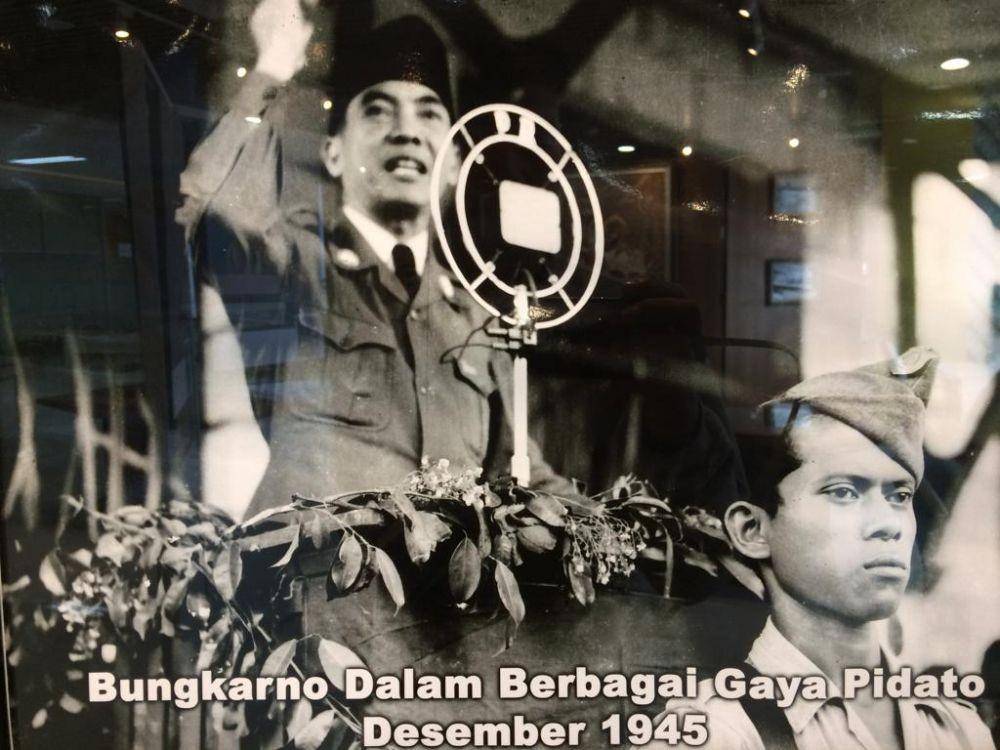 Bungkarno Dalam Berbagai Gaya Pidato
Desember 1945